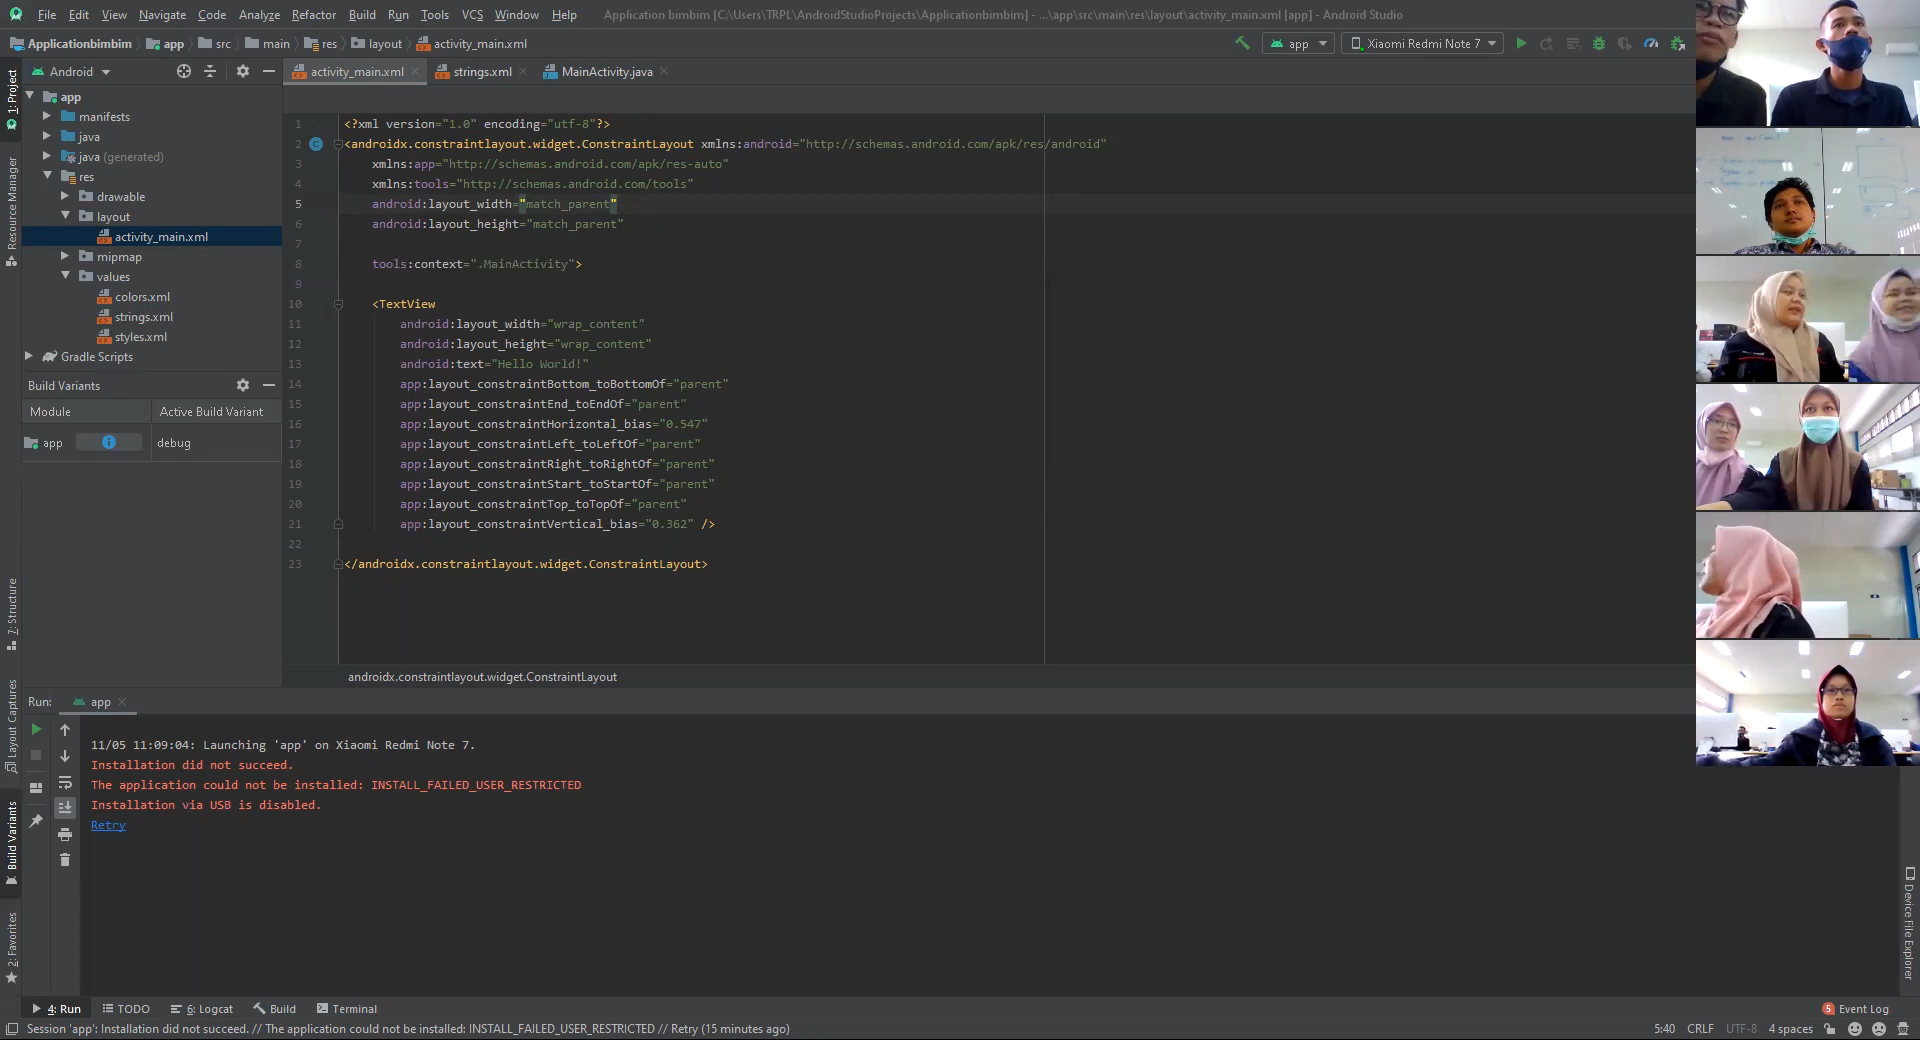 File Edit View Navigate Code Analyze Refactor Build Run Tools VCS Window Help Application bimbim [C:\Users\TRPL\AndroidStudioProjects\Applicationbimbim] - ...\app\src\main\res\layout\activity_main.xml [app] - Android Studio
Applicationbimbim app src main res layout activity_main.xml app Xiaomi Redmi Note 7
Android activity_main.xml strings.xml MainActivity.java
1: Project
Resource Manager
7: Structure
Layout Captures
Build Variants
2: Favorites
app
manifests
java
java (generated)
res
drawable
layout
activity_main.xml
mipmap
values
colors.xml
strings.xml
styles.xml
Gradle Scripts
Build Variants
Module Active Build Variant
app debug
1 <?xml version="1.0" encoding="utf-8"?>
2 C <androidx.constraintlayout.widget.ConstraintLayout xmlns:android="http://schemas.android.com/apk/res/android"
3 xmlns:app="http://schemas.android.com/apk/res-auto"
4 xmlns:tools="http://schemas.android.com/tools"
5 android:layout_width="match_parent"
6 android:layout_height="match_parent"
7
8 tools:context=".MainActivity">
9
10 <TextView
11 android:layout_width="wrap_content"
12 android:layout_height="wrap_content"
13 android:text="Hello World!"
14 app:layout_constraintBottom_toBottomOf="parent"
15 app:layout_constraintEnd_toEndOf="parent"
16 app:layout_constraintHorizontal_bias="0.547"
17 app:layout_constraintLeft_toLeftOf="parent"
18 app:layout_constraintRight_toRightOf="parent"
19 app:layout_constraintStart_toStartOf="parent"
20 app:layout_constraintTop_toTopOf="parent"
21 app:layout_constraintVertical_bias="0.362" />
22
23 </androidx.constraintlayout.widget.ConstraintLayout>
androidx.constraintlayout.widget.ConstraintLayout
Run: app
11/05 11:09:04: Launching 'app' on Xiaomi Redmi Note 7.
Installation did not succeed.
The application could not be installed: INSTALL_FAILED_USER_RESTRICTED
Installation via USB is disabled.
Retry
Device File Explorer
4: Run TODO 6: Logcat Build Terminal 5 Event Log
Session 'app': Installation did not succeed. // The application could not be installed: INSTALL_FAILED_USER_RESTRICTED // Retry (15 minutes ago) 5:40 CRLF UTF-8 4 spaces